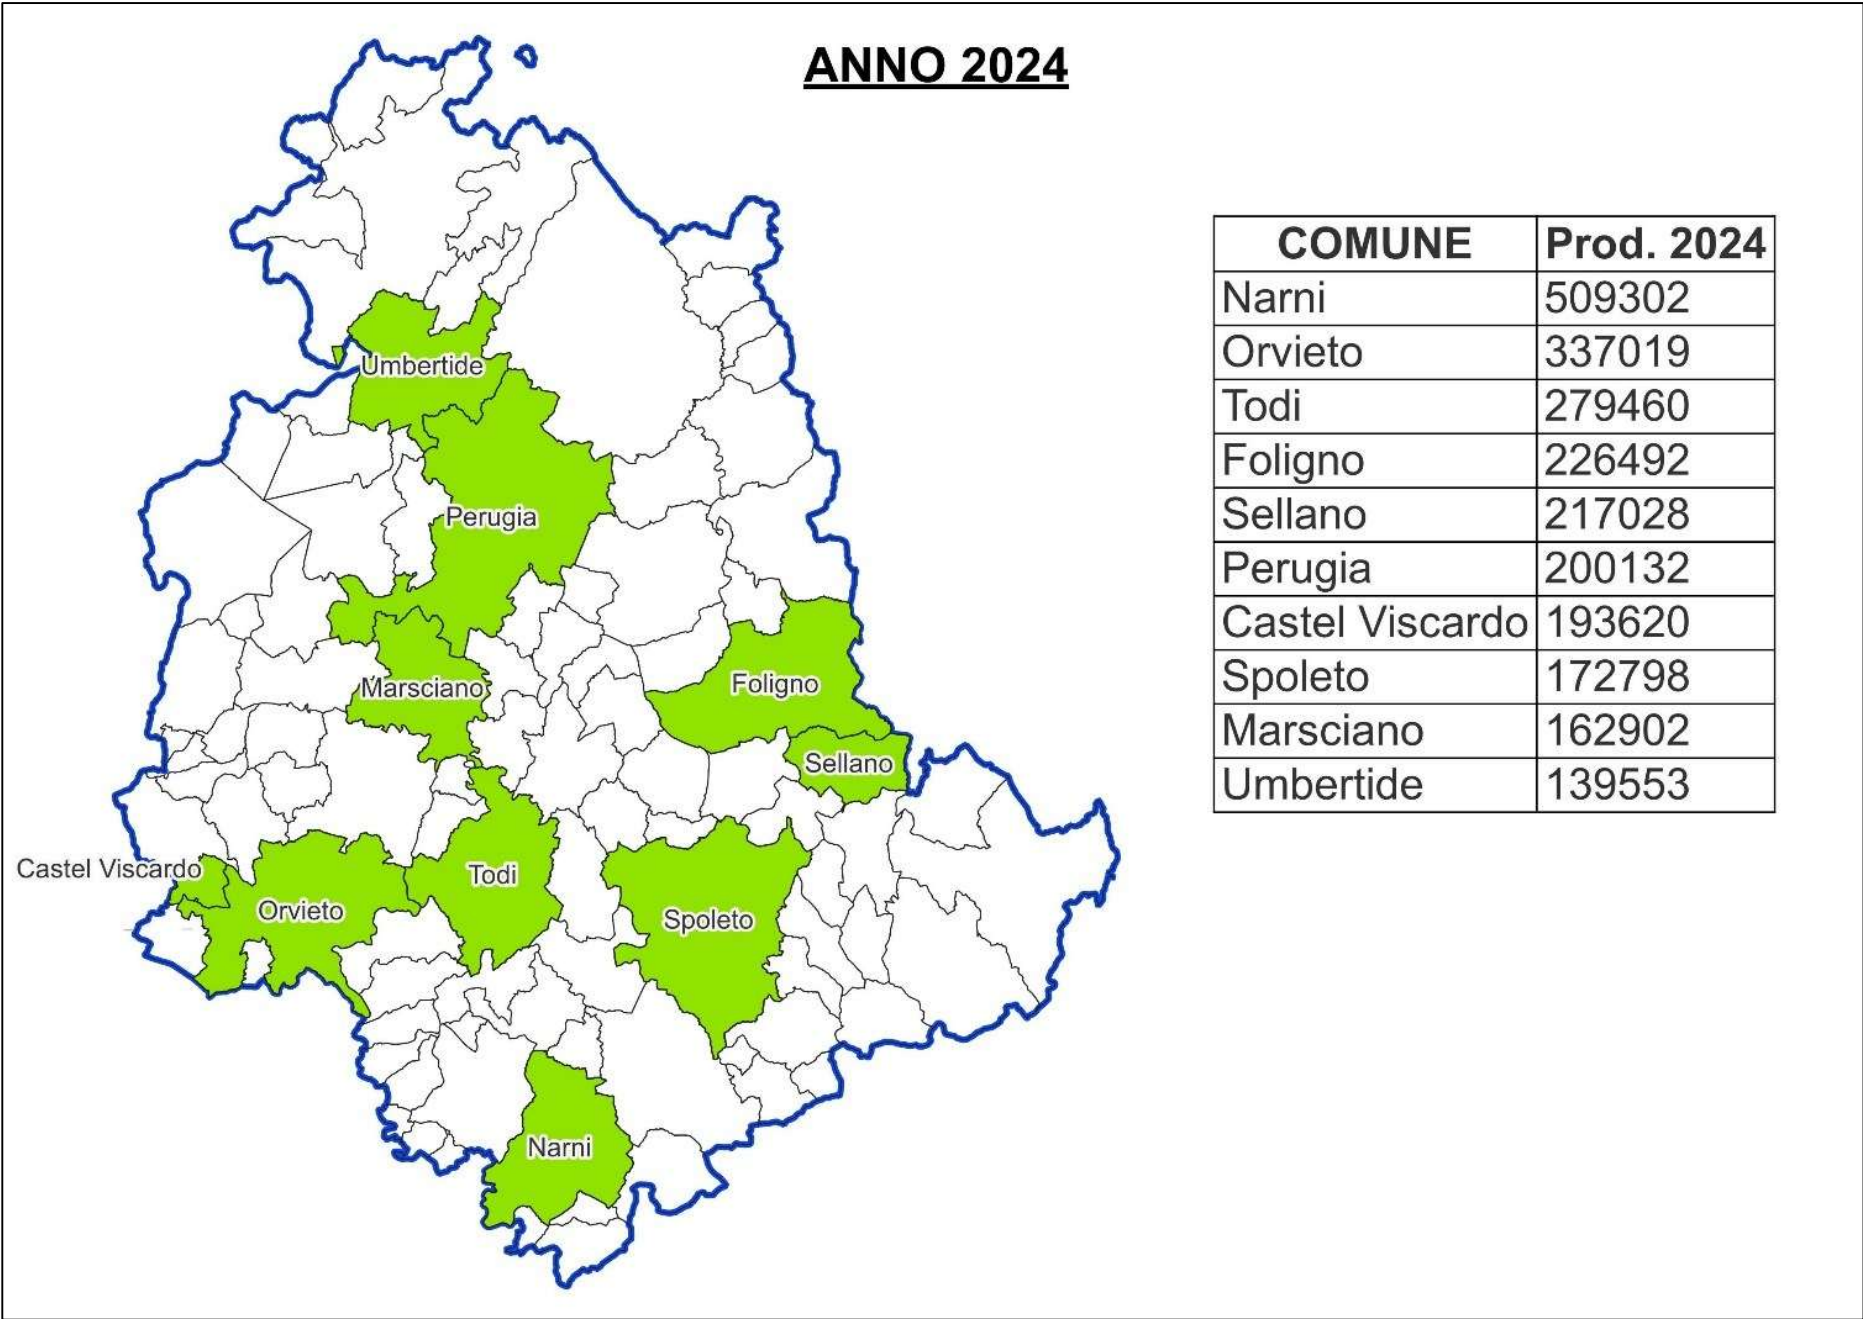 ANNO 2024
Umbertide
Perugia
Marsciano
Foligno
Sellano
Castel Viscardo
Orvieto
Todi
Spoleto
Narni
COMUNE Prod. 2024
Narni 509302
Orvieto 337019
Todi 279460
Foligno 226492
Sellano 217028
Perugia 200132
Castel Viscardo 193620
Spoleto 172798
Marsciano 162902
Umbertide 139553